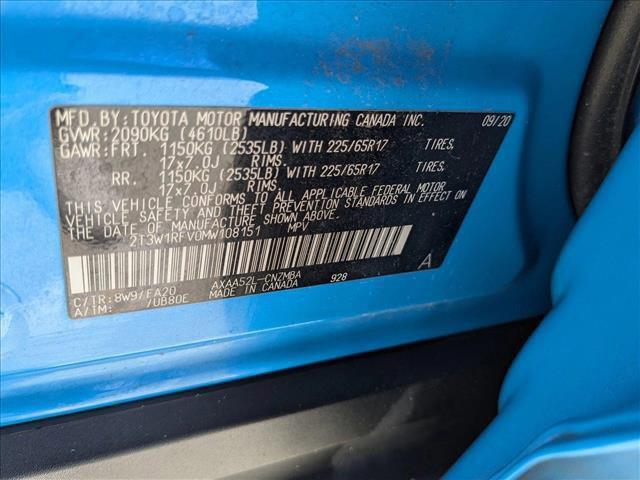 MFD. BY: TOYOTA MOTOR MANUFACTURING CANADA INC. 09/20
GVWR: 2090KG (4610LB)
GAWR: FRT. 1150KG (2535LB) WITH 225/65R17 TIRES,
17x7.0J RIMS.
RR. 1150KG (2535LB) WITH 225/65R17 TIRES,
17x7.0J RIMS.
THIS VEHICLE CONFORMS TO ALL APPLICABLE FEDERAL MOTOR
VEHICLE SAFETY, BUMPER, AND THEFT PREVENTION STANDARDS
IN EFFECT ON
THE DATE OF MANUFACTURE SHOWN ABOVE.
2T3W1RFV0MW108151 MPV
C/TR: 8W9/FA20 AXAA52L-CNZMBA 928 A
A/TM: /UB80E MADE IN CANADA